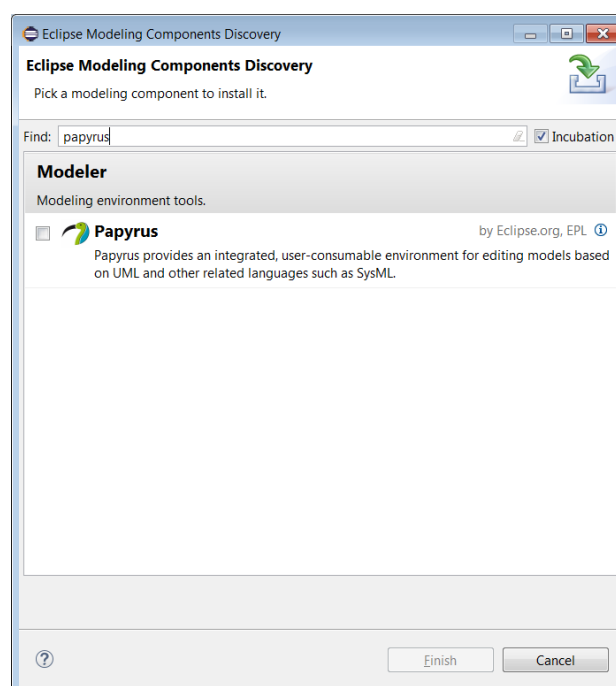 Eclipse Modeling Components Discovery
Eclipse Modeling Components Discovery
Pick a modeling component to install it.
Find: papyrus Incubation
Modeler
Modeling environment tools.
Papyrus by Eclipse.org, EPL
Papyrus provides an integrated, user-consumable environment for editing models based
on UML and other related languages such as SysML.
Finish Cancel